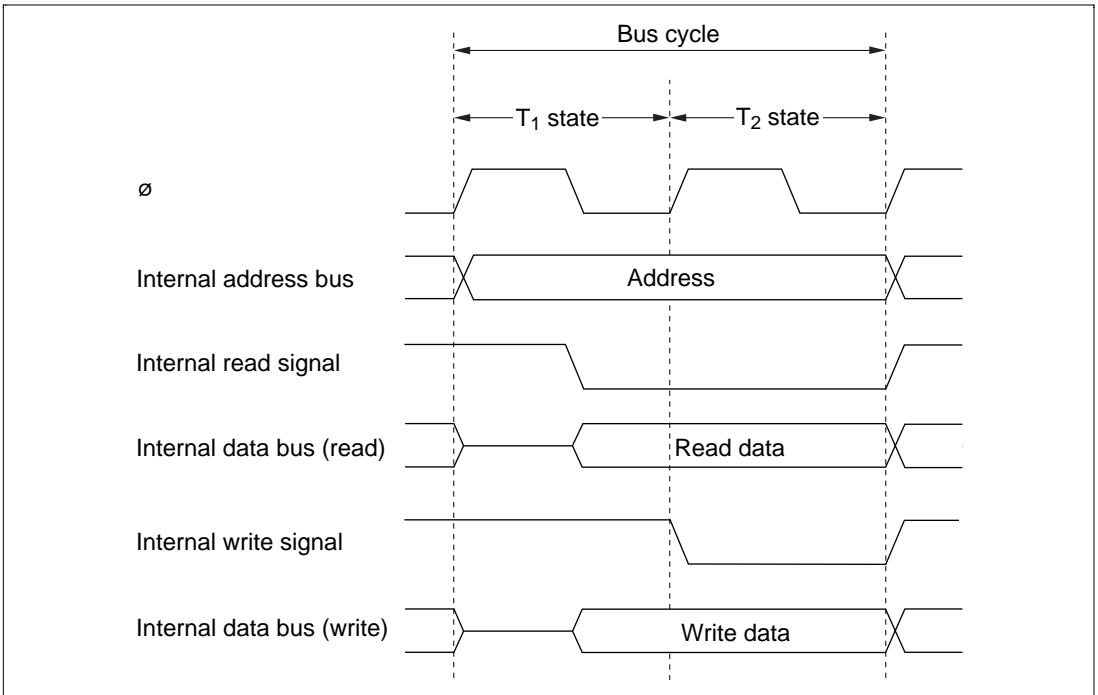 Bus cycle
T₁ state
T₂ state
ø
Internal address bus
Address
Internal read signal
Internal data bus (read)
Read data
Internal write signal
Internal data bus (write)
Write data